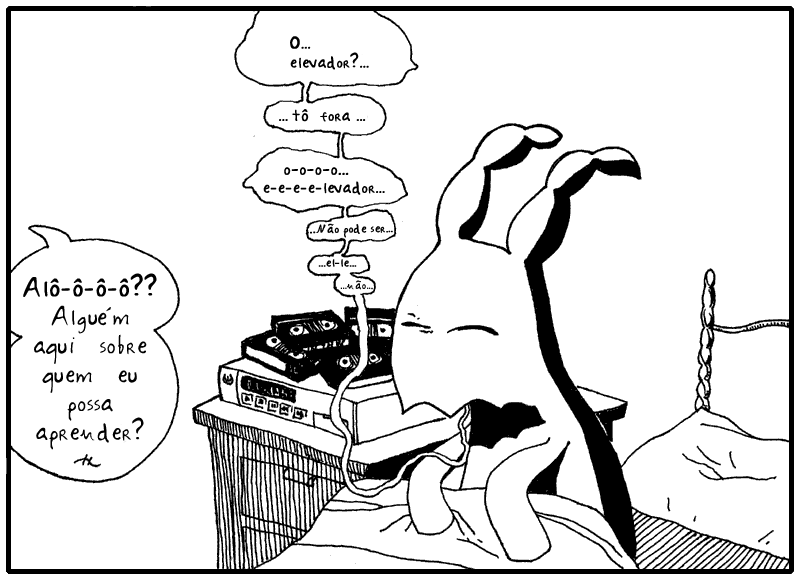 O...
elevador?...
... tô fora ...
o-o-o-o...
e-e-e-e-levador...
...Não pode ser...
...el-le...
...não...
Alô-ô-ô-ô??
Alguém
aqui sobre
quem eu
possa
aprender?